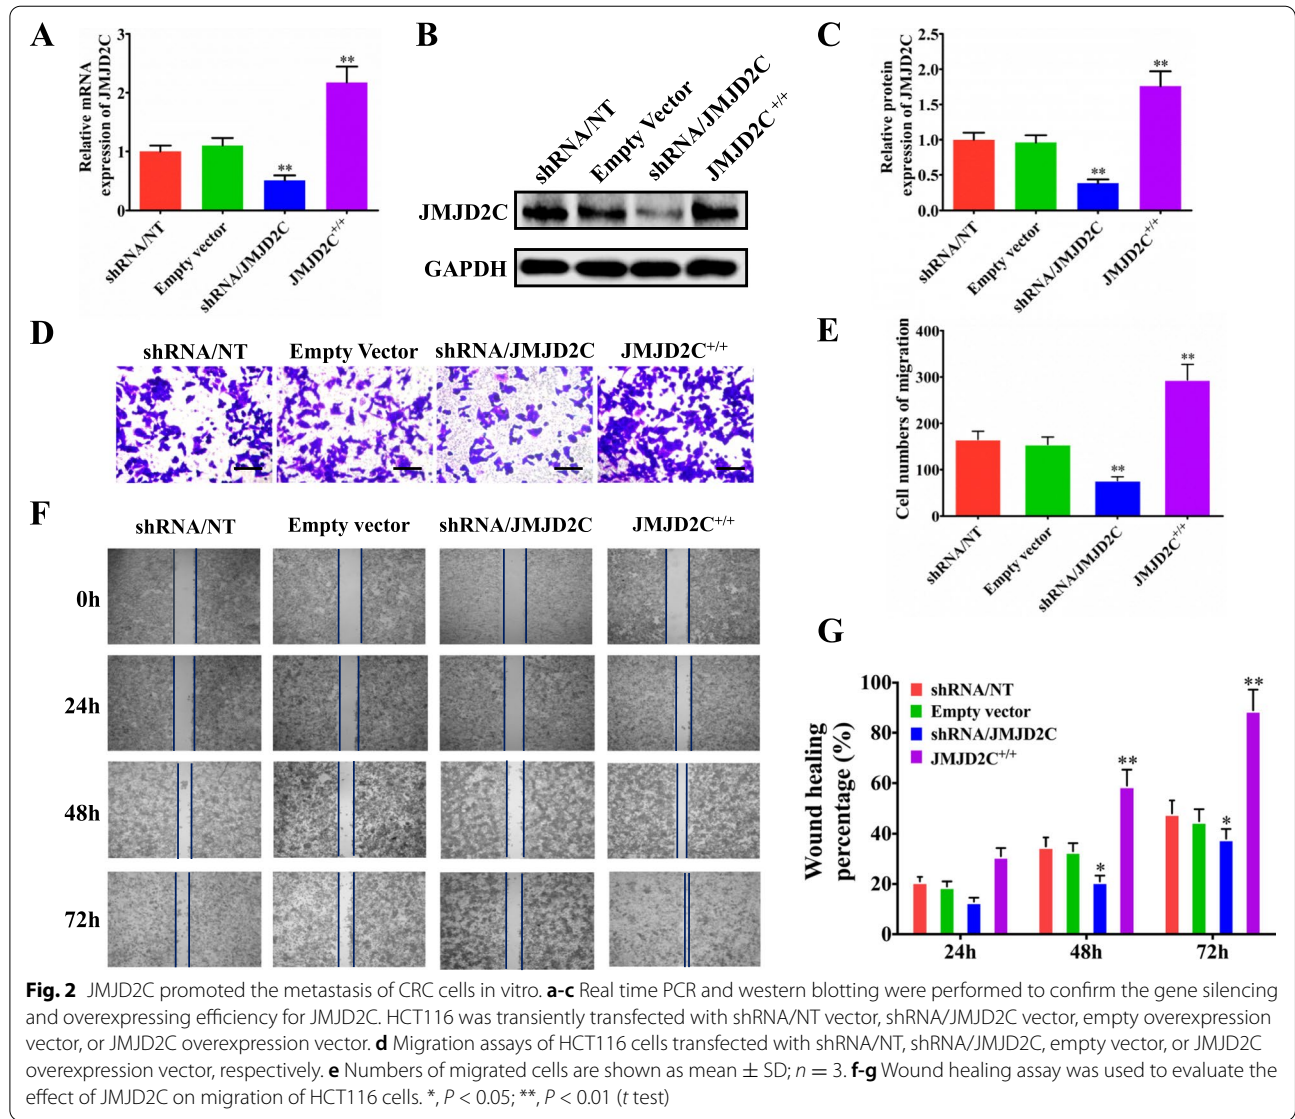 A
Relative mRNA
expression of JMJD2C
3
2
1
0
**
**
shRNA/NT
Empty vector
shRNA/JMJD2C
JMJD2C+/+
B
shRNA/NT
Empty Vector
shRNA/JMJD2C
JMJD2C+/+
JMJD2C
GAPDH
C
Relative protein
expression of JMJD2C
2.5
2.0
1.5
1.0
0.5
0.0
**
**
shRNA/NT
Empty vector
shRNA/JMJD2C
JMJD2C+/+
D
shRNA/NT Empty Vector shRNA/JMJD2C JMJD2C+/+
E
Cell numbers of migration
400
300
200
100
0
**
**
shRNA/NT
Empty vector
shRNA/JMJD2C
JMJD2C+/+
F
shRNA/NT Empty vector shRNA/JMJD2C JMJD2C+/+
0h
24h
48h
72h
G
Wound healing
percentage (%)
100
80
60
40
20
0
shRNA/NT
Empty vector
shRNA/JMJD2C
JMJD2C+/+
*
**
*
**
24h 48h 72h
Fig. 2 JMJD2C promoted the metastasis of CRC cells in vitro. a-c Real time PCR and western blotting were performed to confirm the gene silencing
and overexpressing efficiency for JMJD2C. HCT116 was transiently transfected with shRNA/NT vector, shRNA/JMJD2C vector, empty overexpression
vector, or JMJD2C overexpression vector. d Migration assays of HCT116 cells transfected with shRNA/NT, shRNA/JMJD2C, empty vector, or JMJD2C
overexpression vector, respectively. e Numbers of migrated cells are shown as mean ± SD; n = 3. f-g Wound healing assay was used to evaluate the
effect of JMJD2C on migration of HCT116 cells. *, P < 0.05; **, P < 0.01 (t test)